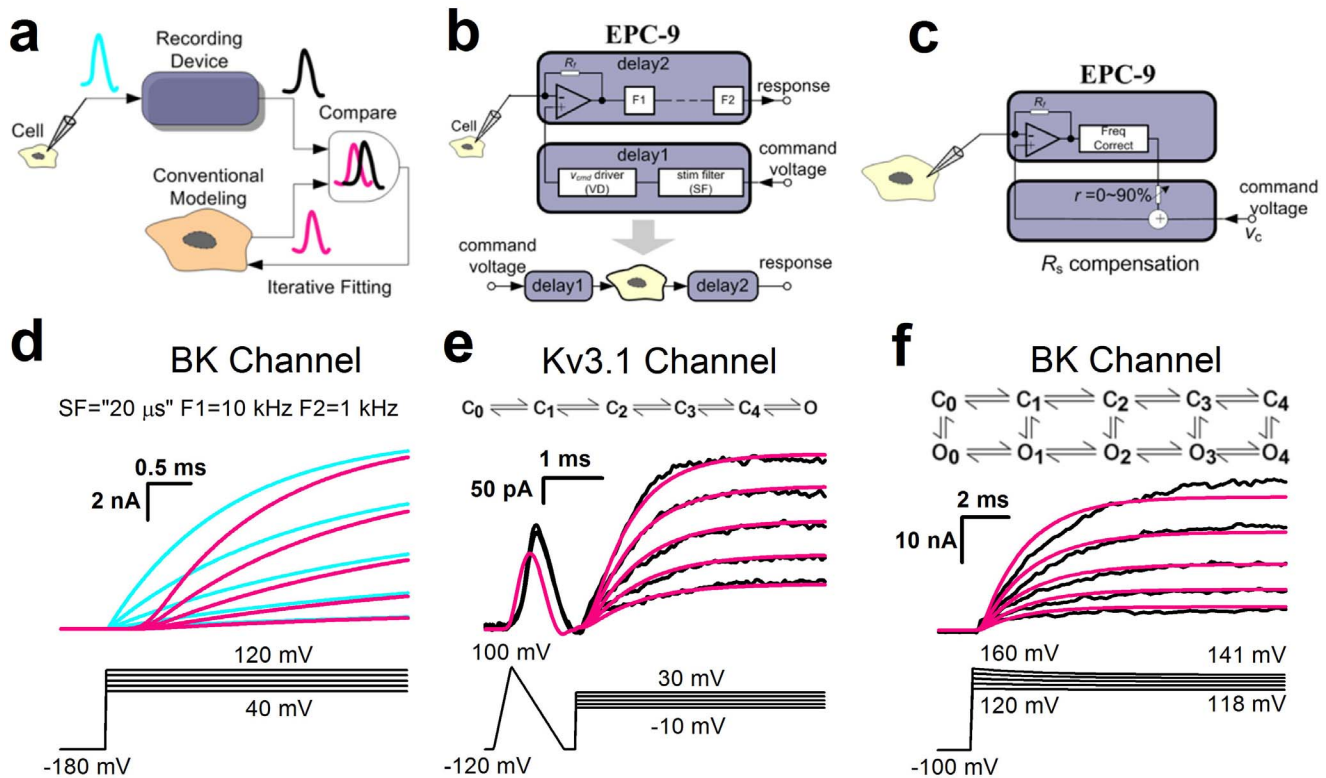 a
Recording
Device
Compare
Cell
Conventional
Modeling
Iterative Fitting
b
EPC-9
delay2
Rf
F1
F2
response
Cell
delay1
command
voltage
vcmd driver
(VD)
stim filter
(SF)
command
voltage
response
delay1
delay2
c
EPC-9
Rf
Freq
Correct
r =0~90%
command
voltage
vc
Rs compensation
d
BK Channel
SF="20 μs" F1=10 kHz F2=1 kHz
0.5 ms
2 nA
120 mV
40 mV
-180 mV
e
Kv3.1 Channel
C0 C1 C2 C3 C4 O
1 ms
50 pA
100 mV
30 mV
-10 mV
-120 mV
f
BK Channel
C0 C1 C2 C3 C4
O0 O1 O2 O3 O4
2 ms
10 nA
160 mV 141 mV
120 mV 118 mV
-100 mV